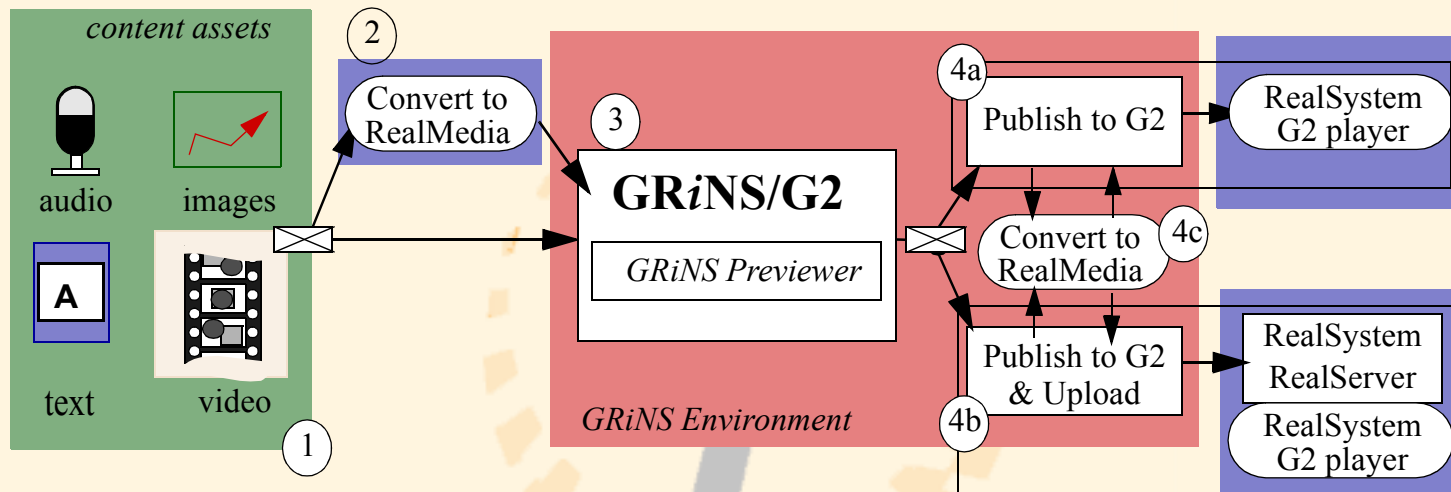 content assets
audio
images
A
text
video
1
2
Convert to
RealMedia
3
GRiNS/G2
GRiNS Previewer
GRiNS Environment
4a
Publish to G2
Convert to
RealMedia
4c
Publish to G2
& Upload
4b
RealSystem
G2 player
RealSystem
RealServer
RealSystem
G2 player